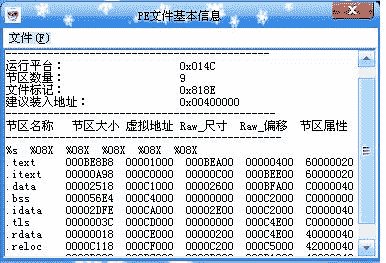 PE文件基本信息
文件(F)
--------------------------------------
运行平台： 0x014C
节区数量： 9
文件标记： 0x818E
建议装入地址： 0x00400000
节区名称 节区大小 虚拟地址 Raw_尺寸 Raw_偏移 节区属性
%s %08X %08X %08X %08X %08X
.text 000BE8B8 00001000 000BEA00 00000400 60000020
.itext 00000A98 000C0000 00000C00 000BEE00 60000020
.data 00002518 000C1000 00002600 000BFA00 C0000040
.bss 000056E4 000C4000 00000000 000C2000 C0000000
.idata 00002DFE 000CA000 00002E00 000C2000 C0000040
.tls 0000003C 000CD000 00000000 000C4E00 C0000000
.rdata 00000018 000CE000 00000200 000C4E00 40000040
.reloc 0000C118 000CF000 0000C200 000C5000 42000040